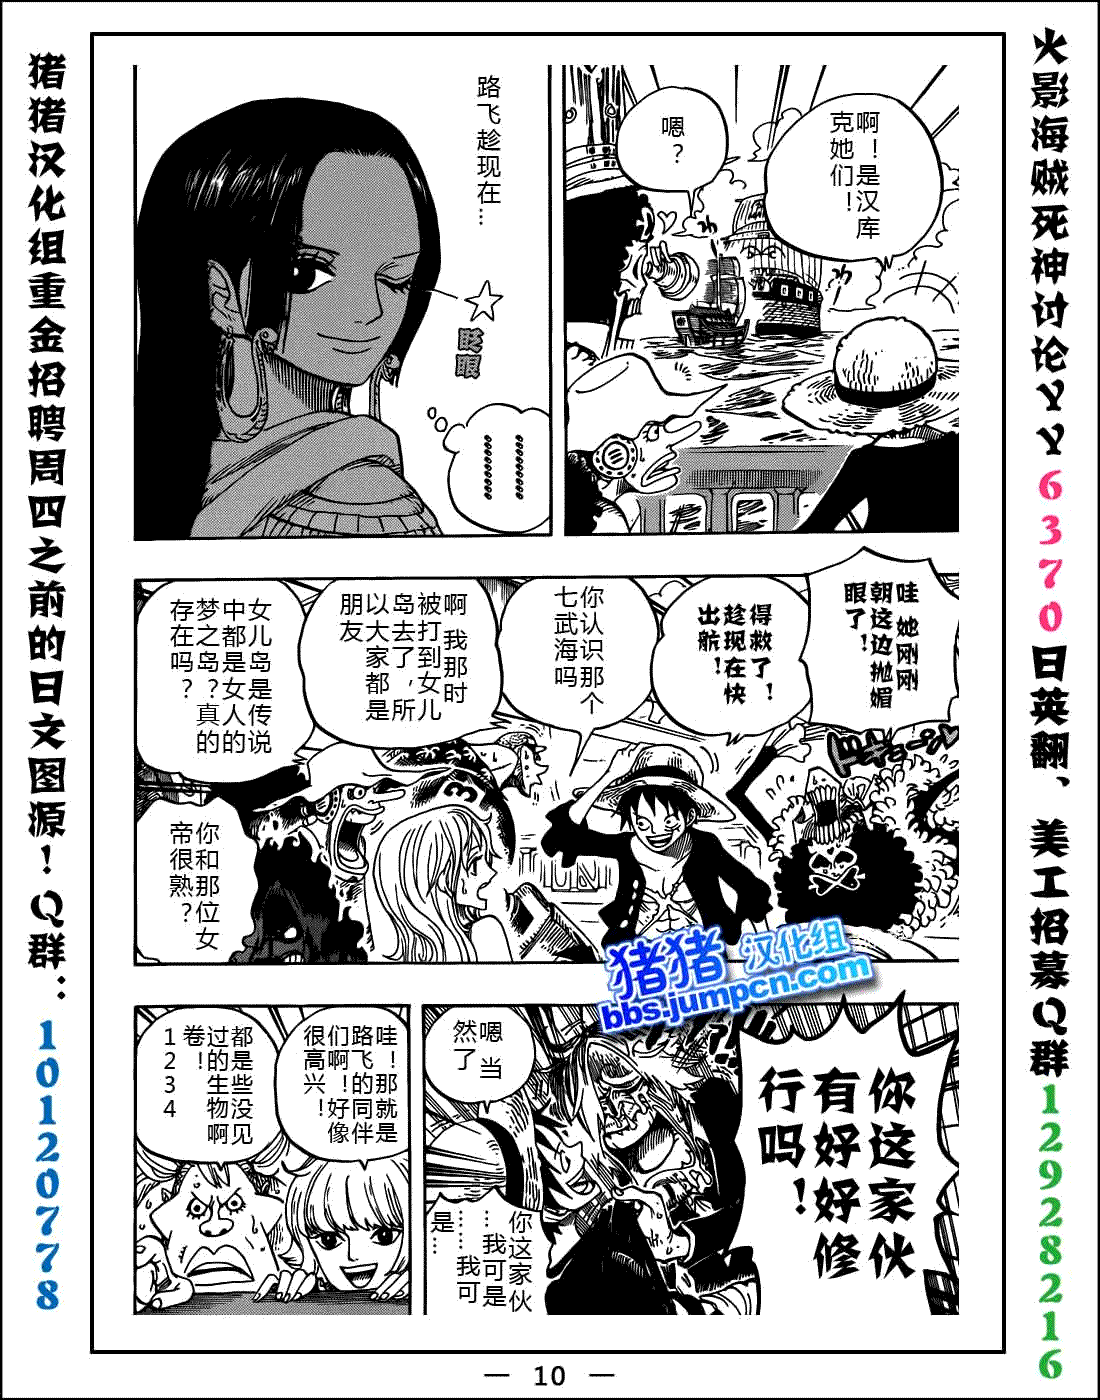 猪猪汉化组重金招聘周四之前的日文图源！Q群：101207778
火影海贼死神讨论YY6370日英翻、美工招募Q群129282166
啊！是汉库
克她们！
嗯？
路飞趁现在…
眨眼
………………
哇 她刚刚
朝这边抛媚
眼了！
得救了！
趁现在快
出航！
你认识那个
七武海吗
啊 我那时
被打到女儿
岛去了，所
以大家都是
朋友
女儿岛是传说
中都是女人的
梦之岛？真的
存在吗？
你和那位女
帝很熟？
3
猪猪汉化组
bbs.jumpcn.com
你这家伙
有好好修
行吗！
?!
嗯 当
然了
你这家伙
…我可是
……我可
是…
哇！那就是
路飞的同伴
们啊！好像
很高兴！
都是些没见
过的生物啊
卷！
1234
— 10 —